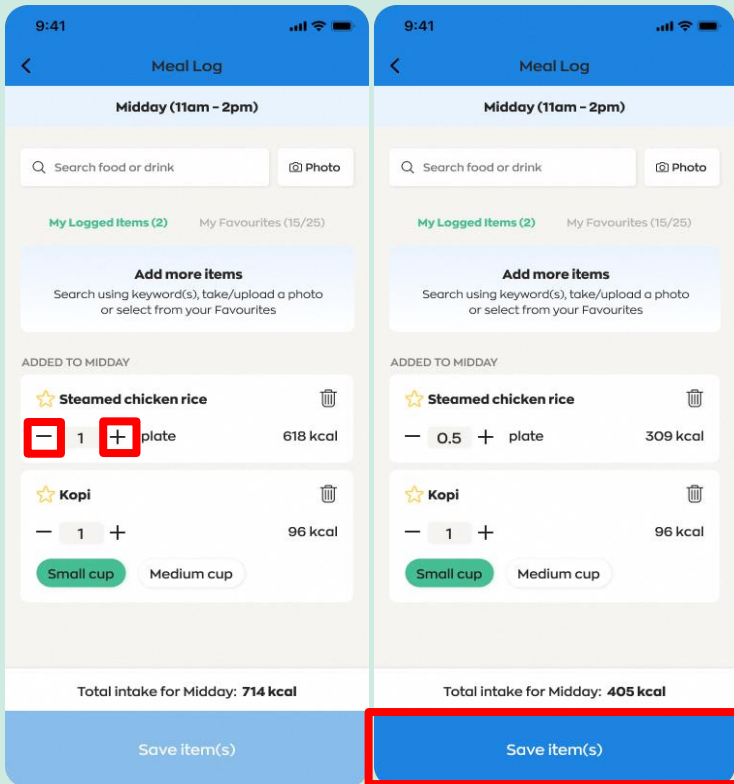 9:41
Meal Log
Midday (11am - 2pm)
Search food or drink
Photo
My Logged Items (2) My Favourites (15/25)
Add more items
Search using keyword(s), take/upload a photo
or select from your Favourites
ADDED TO MIDDAY
Steamed chicken rice
1 plate 618 kcal
Kopi
1 96 kcal
Small cup Medium cup
Total intake for Midday: 714 kcal
Save item(s)
9:41
Meal Log
Midday (11am - 2pm)
Search food or drink
Photo
My Logged Items (2) My Favourites (15/25)
Add more items
Search using keyword(s), take/upload a photo
or select from your Favourites
ADDED TO MIDDAY
Steamed chicken rice
0.5 plate 309 kcal
Kopi
1 96 kcal
Small cup Medium cup
Total intake for Midday: 405 kcal
Save item(s)